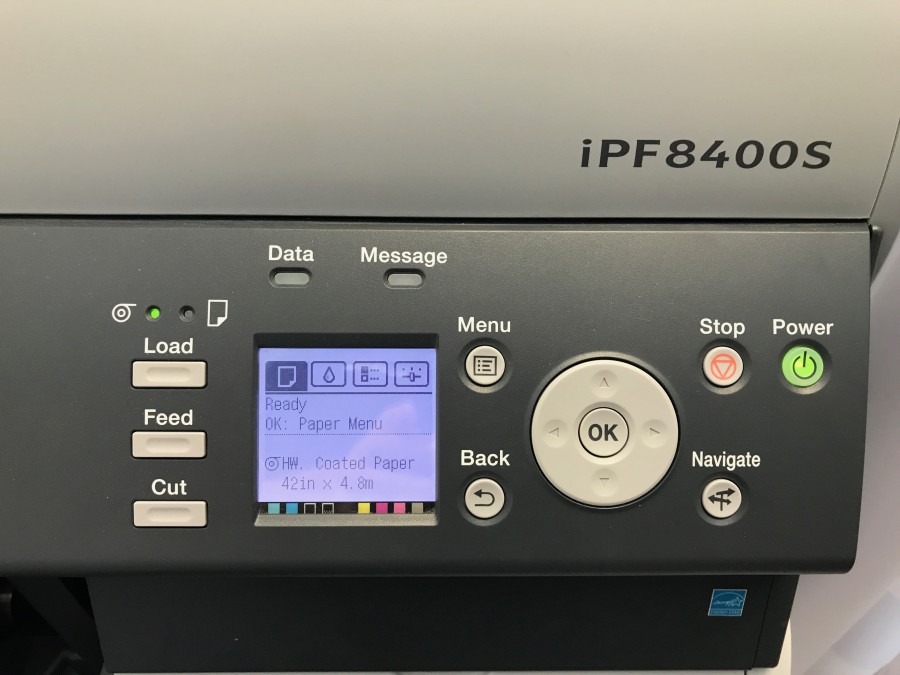 iPF8400S
Data
Message
Load
Menu
Stop
Power
Ready
OK: Paper Menu
Feed
OK
HW. Coated Paper
42in x 4.8m
Back
Navigate
Cut